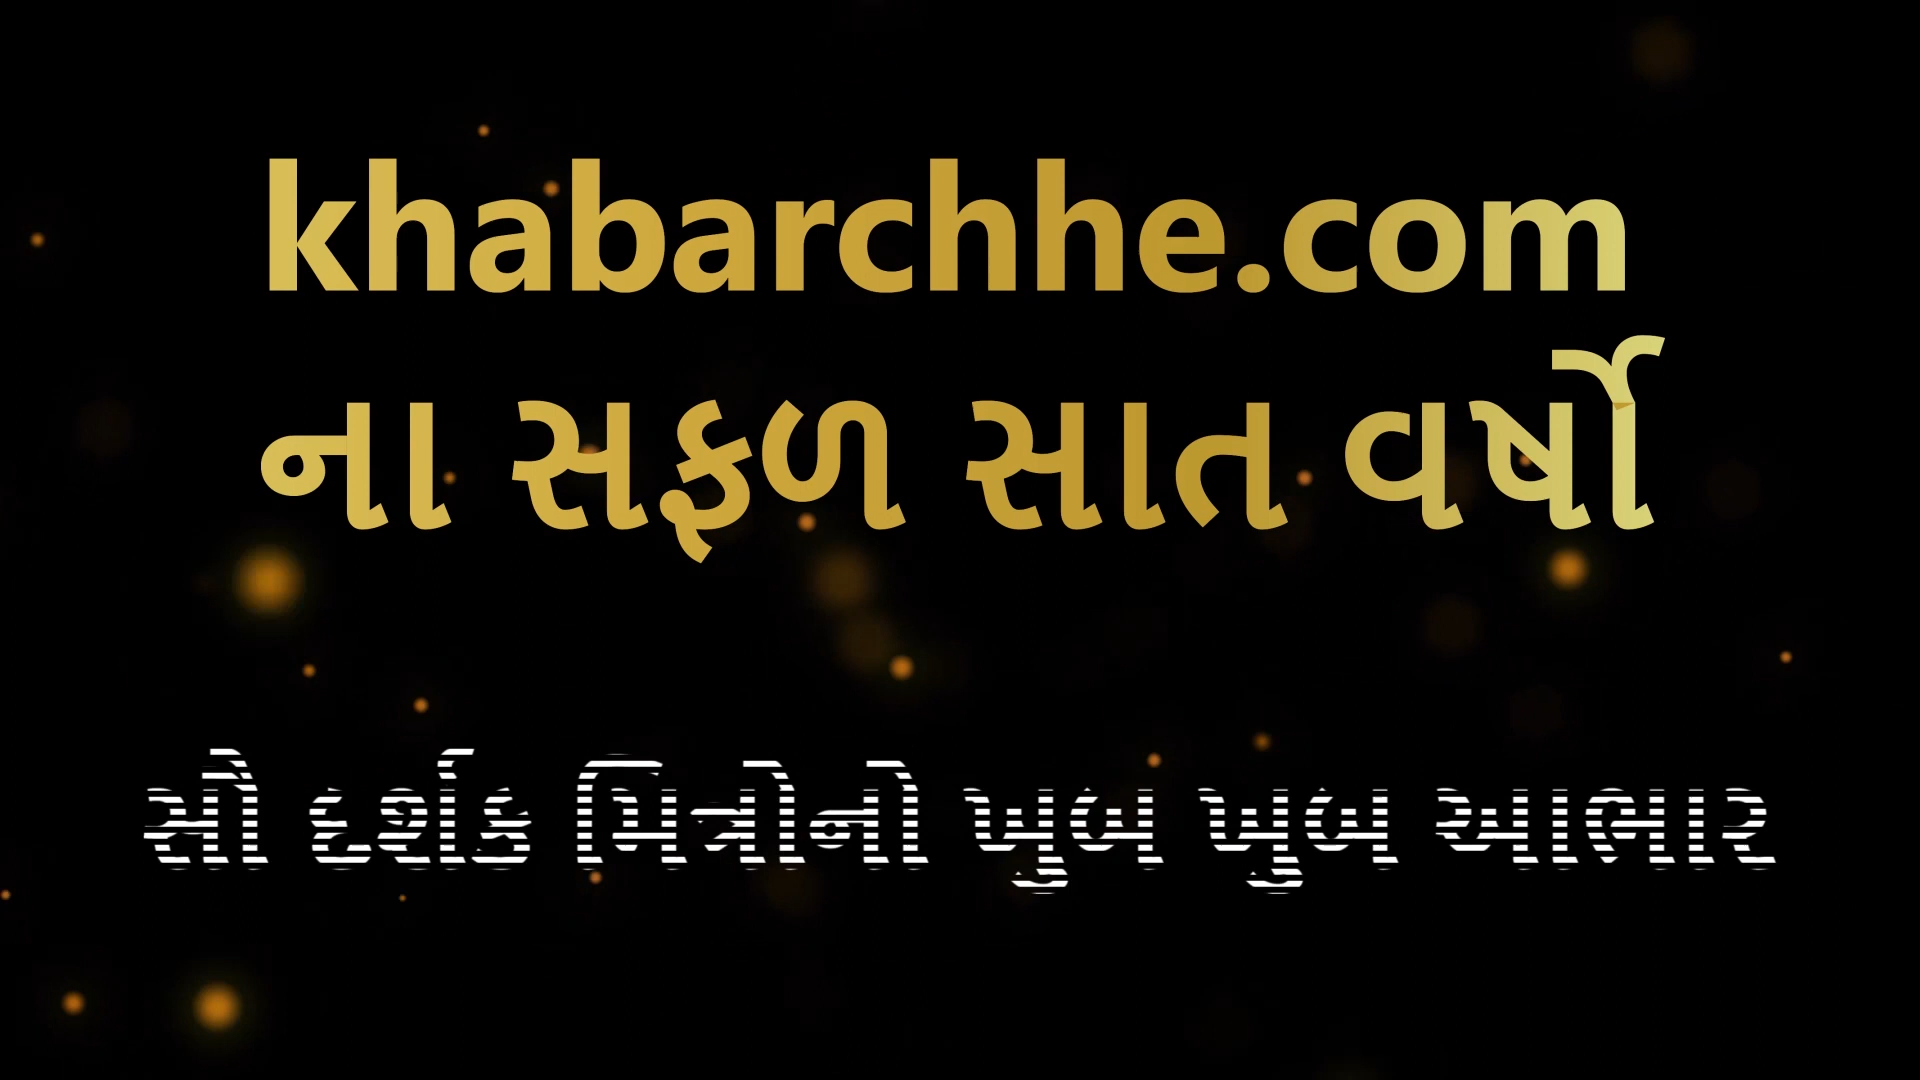 khabarchhe.com
ના સફળ સાત વર્ષો
સૌ દર્શક મિત્રોનો ખુબ ખુબ આભાર